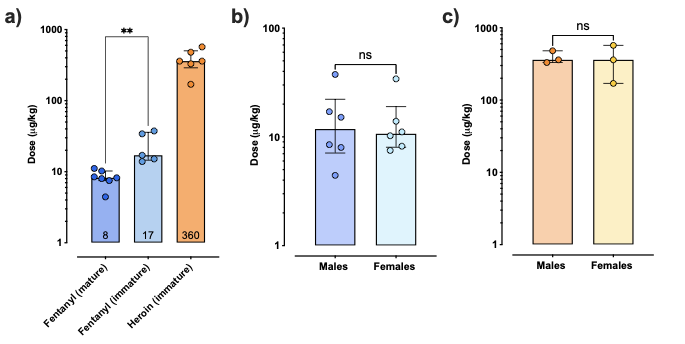 a)
Dose (µg/kg)
1000
100
10
1
**
8
17
360
Fentanyl (mature)
Fentanyl (immature)
Heroin (immature)
b)
Dose (µg/kg)
100
10
1
ns
Males
Females
c)
Dose (µg/kg)
1000
100
10
1
ns
Males
Females